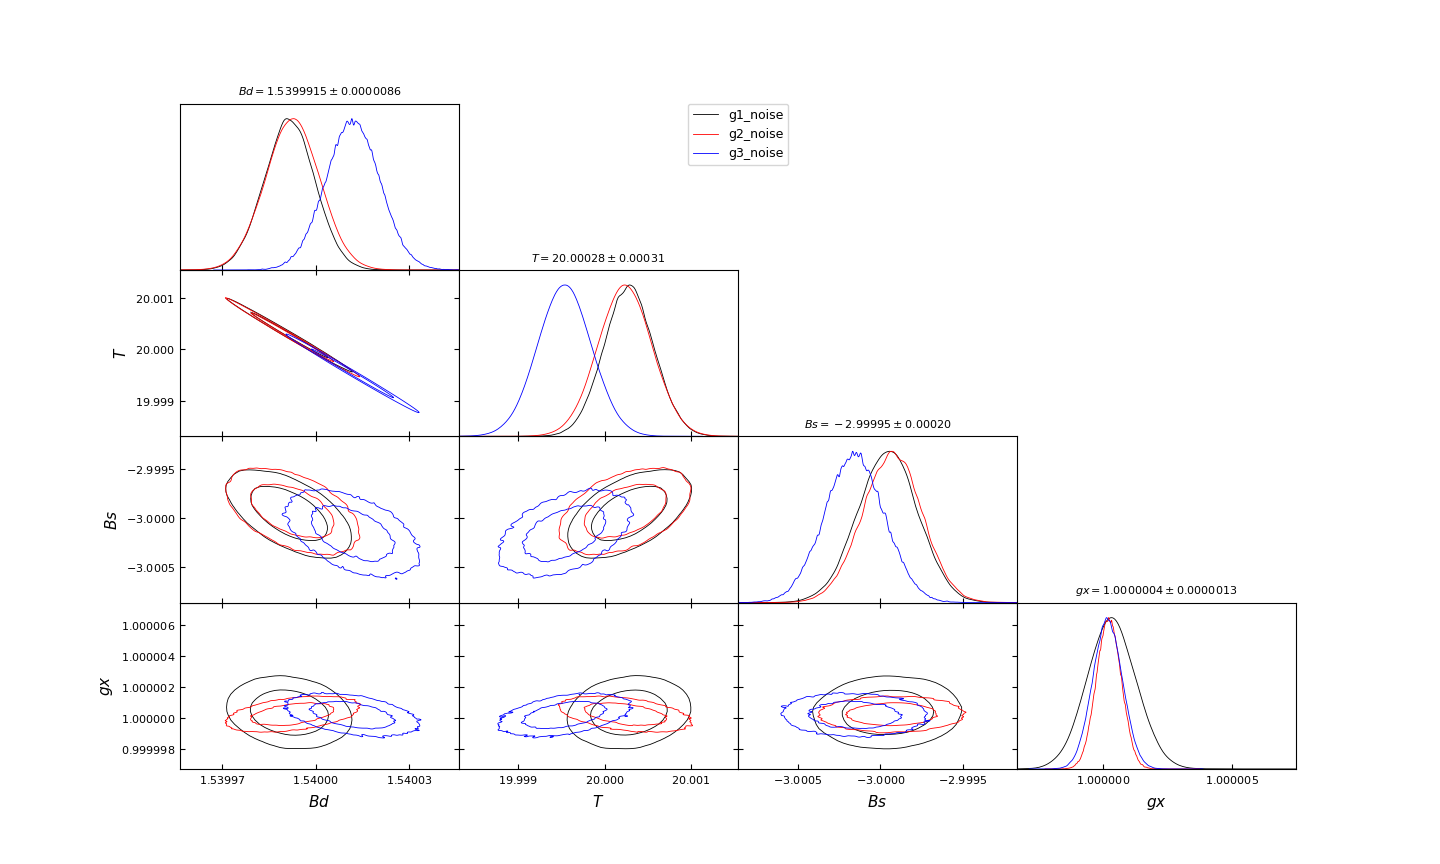 Bd = 1.5399915 ± 0.0000086
g1_noise
g2_noise
g3_noise
T = 20.00028 ± 0.00031
20.001
20.000
19.999
T
Bs = −2.99995 ± 0.00020
−2.9995
−3.0000
−3.0005
Bs
gx = 1.0000004 ± 0.0000013
1.000006
1.000004
1.000002
1.000000
0.999998
gx
1.53997 1.54000 1.54003 19.999 20.000 20.001 −3.0005 −3.0000 −2.9995 1.000000 1.000005
Bd T Bs gx